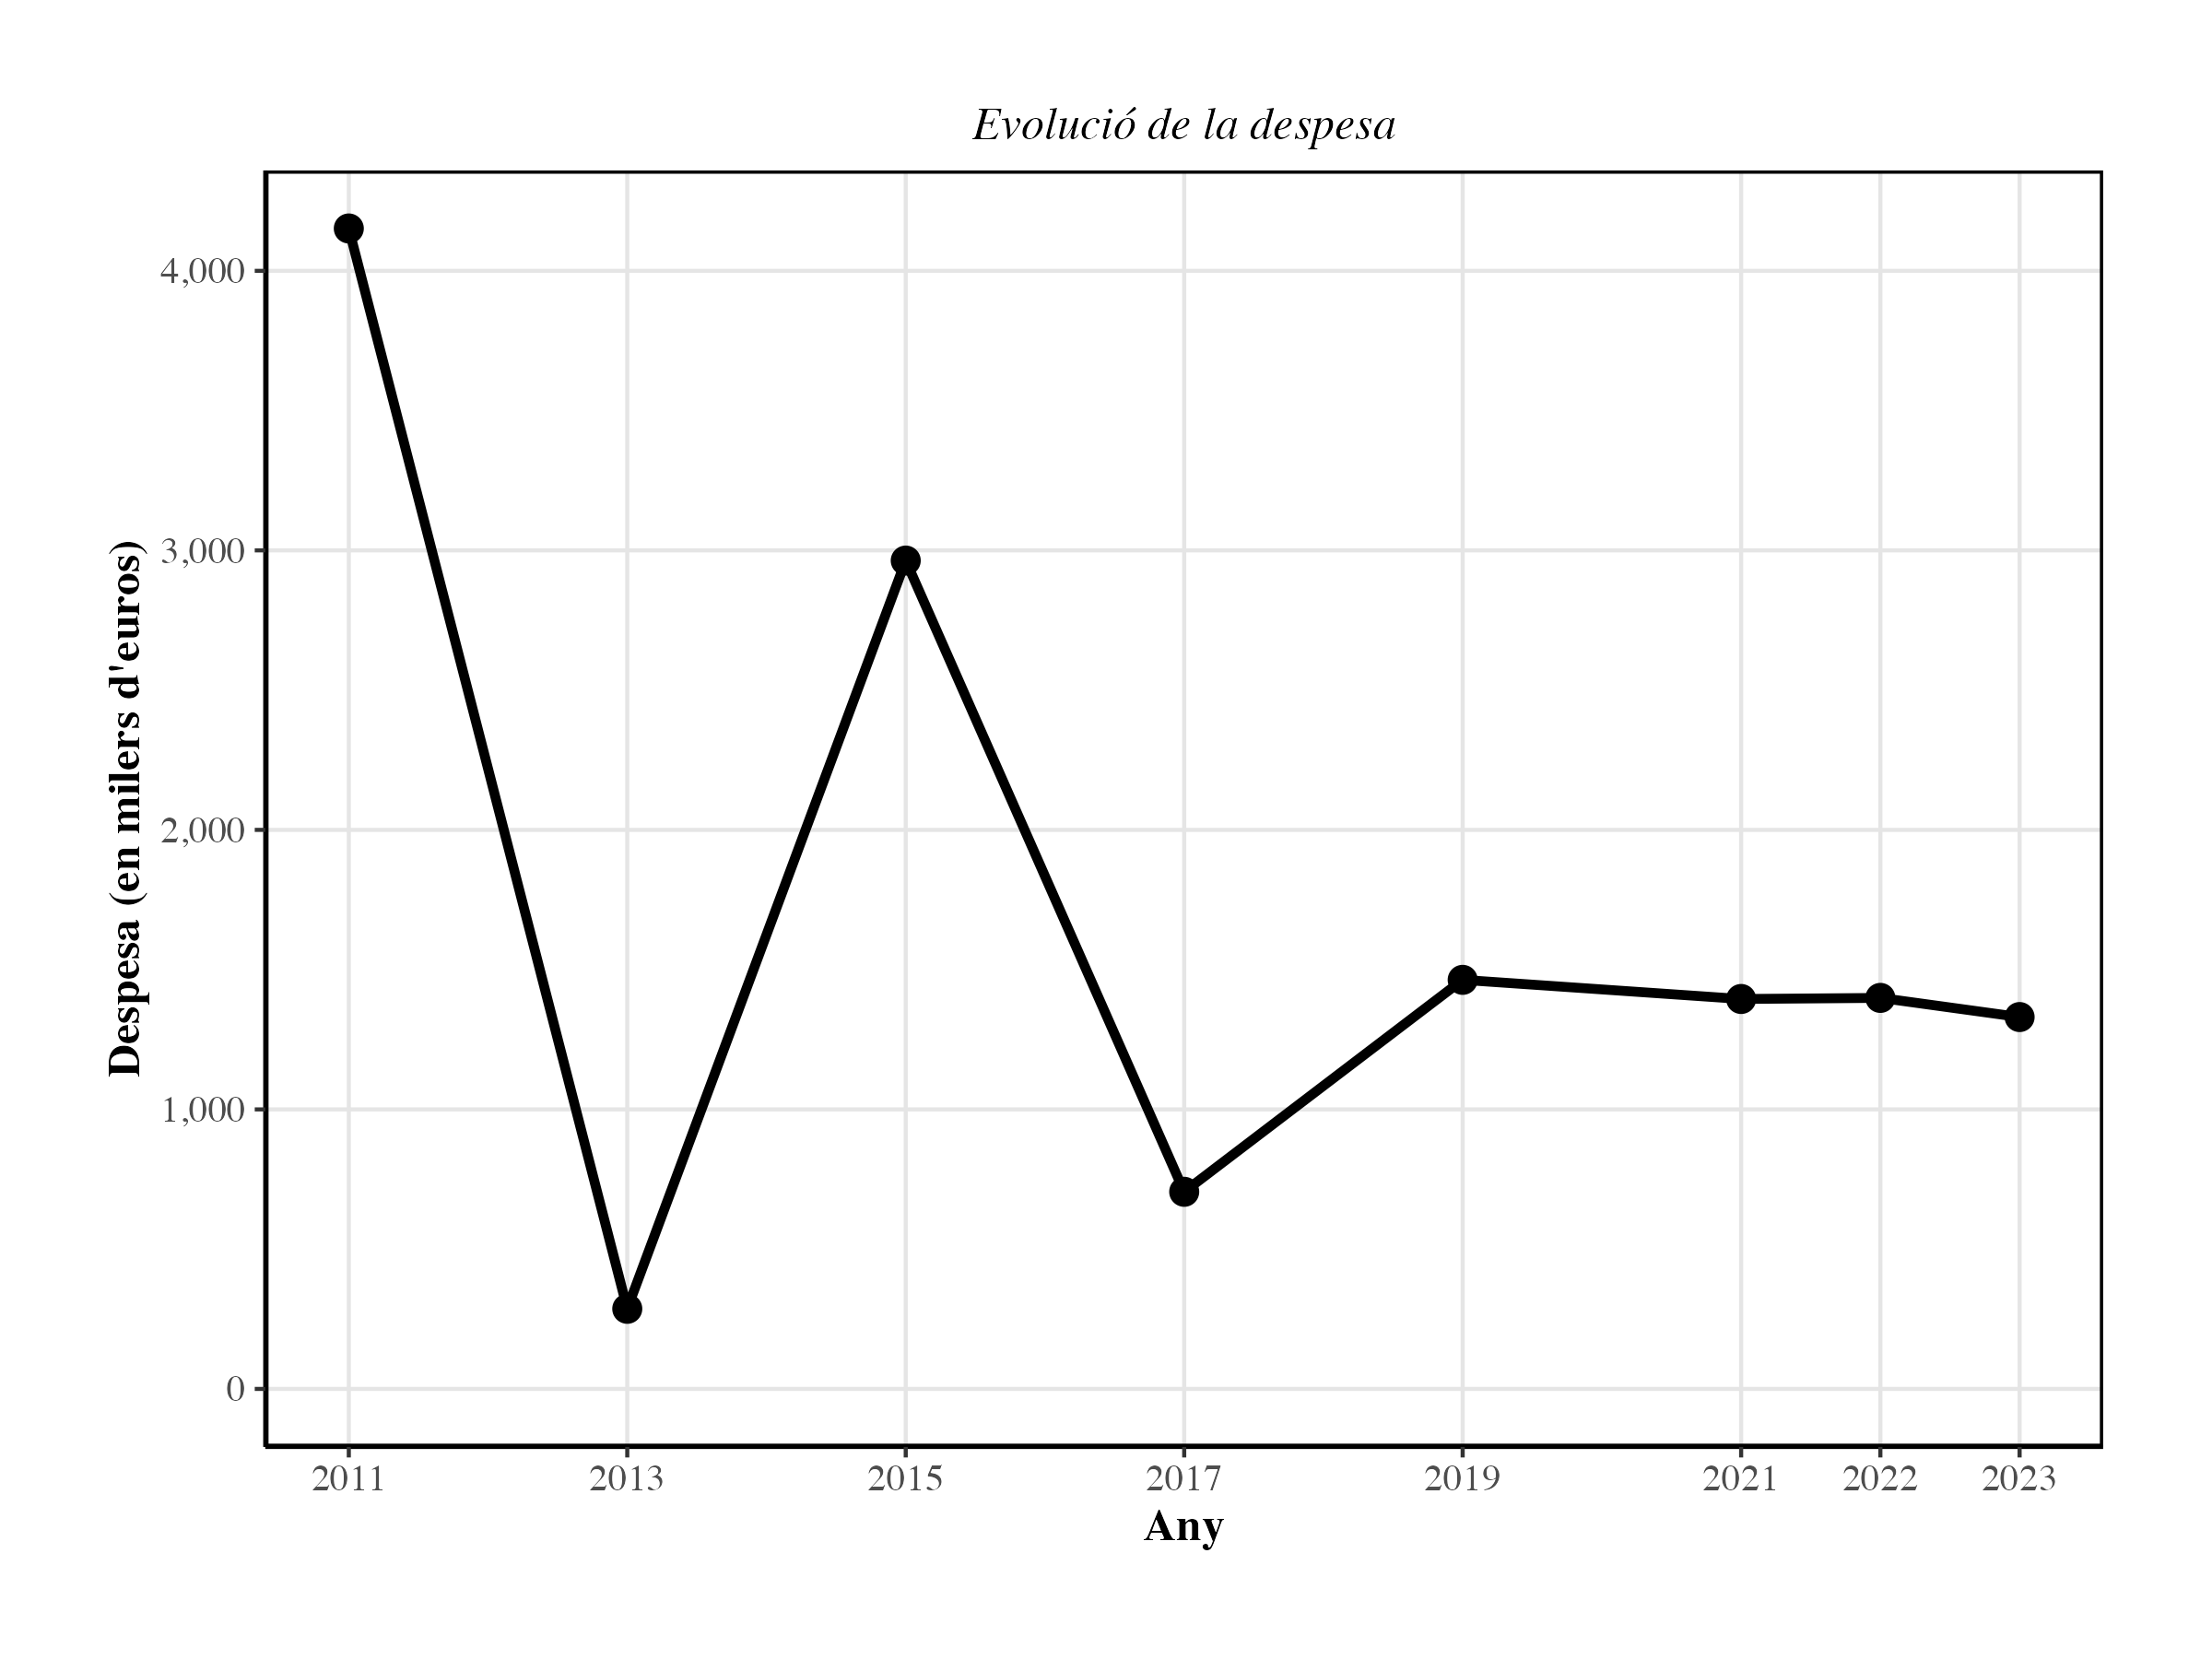 Evolució de la despesa
4,000
3,000
2,000
1,000
0
Despesa (en milers d'euros)
2011 2013 2015 2017 2019 2021 2022 2023
Any